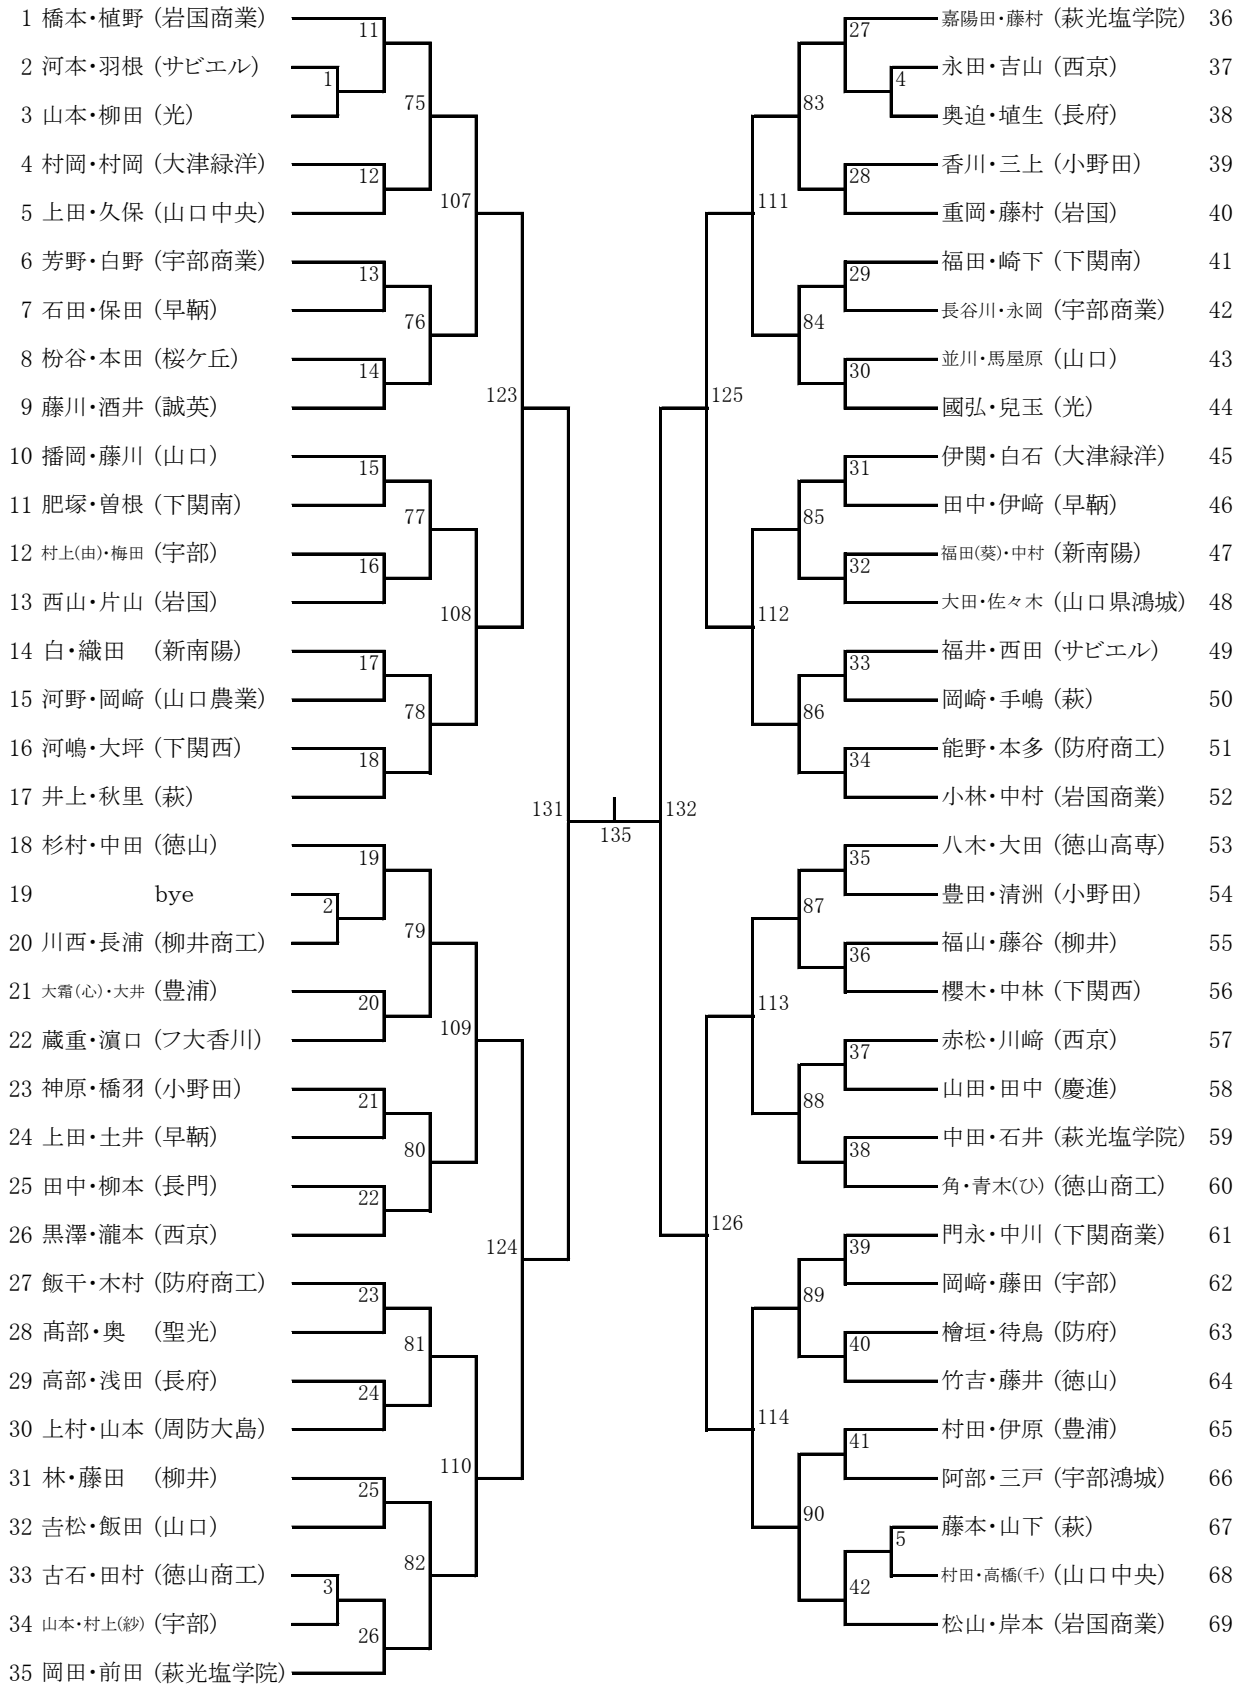 1 橋本・植野 (岩国商業)
2 河本・羽根 (サビエル)
3 山本・柳田 (光)
4 村岡・村岡 (大津緑洋)
5 上田・久保 (山口中央)
6 芳野・白野 (宇部商業)
7 石田・保田 (早鞆)
8 枌谷・本田 (桜ケ丘)
9 藤川・酒井 (誠英)
10 播岡・藤川 (山口)
11 肥塚・曽根 (下関南)
12 村上(由)・梅田 (宇部)
13 西山・片山 (岩国)
14 白・織田 (新南陽)
15 河野・岡﨑 (山口農業)
16 河嶋・大坪 (下関西)
17 井上・秋里 (萩)
18 杉村・中田 (徳山)
19 bye
20 川西・長浦 (柳井商工)
21 大霜(心)・大井 (豊浦)
22 蔵重・濵口 (フ大香川)
23 神原・橋羽 (小野田)
24 上田・土井 (早鞆)
25 田中・柳本 (長門)
26 黒澤・瀧本 (西京)
27 飯干・木村 (防府商工)
28 髙部・奥 (聖光)
29 高部・浅田 (長府)
30 上村・山本 (周防大島)
31 林・藤田 (柳井)
32 𠮷松・飯田 (山口)
33 古石・田村 (徳山商工)
34 山本・村上(紗) (宇部)
35 岡田・前田 (萩光塩学院)
11
1
75
12
107
13
76
14
123
15
77
16
108
17
78
18
131
19
2
79
20
109
21
80
22
124
23
81
24
110
25
82
3
26
135
132
27
4
83
28
111
29
84
30
125
31
85
32
112
33
86
34
35
87
36
113
37
88
38
126
39
89
40
114
41
90
5
42
嘉陽田・藤村 (萩光塩学院) 36
永田・吉山 (西京) 37
奥迫・埴生 (長府) 38
香川・三上 (小野田) 39
重岡・藤村 (岩国) 40
福田・崎下 (下関南) 41
長谷川・永岡 (宇部商業) 42
並川・馬屋原 (山口) 43
國弘・兒玉 (光) 44
伊関・白石 (大津緑洋) 45
田中・伊﨑 (早鞆) 46
福田(葵)・中村 (新南陽) 47
大田・佐々木 (山口県鴻城) 48
福井・西田 (サビエル) 49
岡崎・手嶋 (萩) 50
能野・本多 (防府商工) 51
小林・中村 (岩国商業) 52
八木・大田 (徳山高専) 53
豊田・清洲 (小野田) 54
福山・藤谷 (柳井) 55
櫻木・中林 (下関西) 56
赤松・川﨑 (西京) 57
山田・田中 (慶進) 58
中田・石井 (萩光塩学院) 59
角・青木(ひ) (徳山商工) 60
門永・中川 (下関商業) 61
岡﨑・藤田 (宇部) 62
檜垣・待鳥 (防府) 63
竹吉・藤井 (徳山) 64
村田・伊原 (豊浦) 65
阿部・三戸 (宇部鴻城) 66
藤本・山下 (萩) 67
村田・高橋(千) (山口中央) 68
松山・岸本 (岩国商業) 69